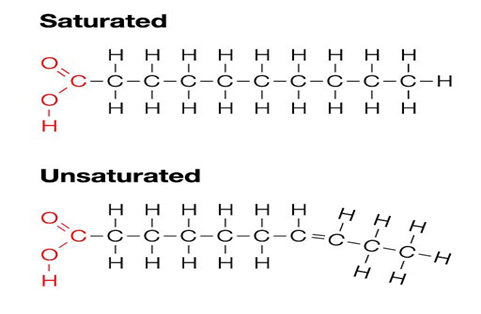 Saturated
H H H H H H H H H
O
C–C–C–C–C–C–C–C–C–C–H
O
H H H H H H H H H
H
Unsaturated
H H H H H H H H H
O
C–C–C–C–C–C–C=C–C–C–H
O
H H H H H H H
H